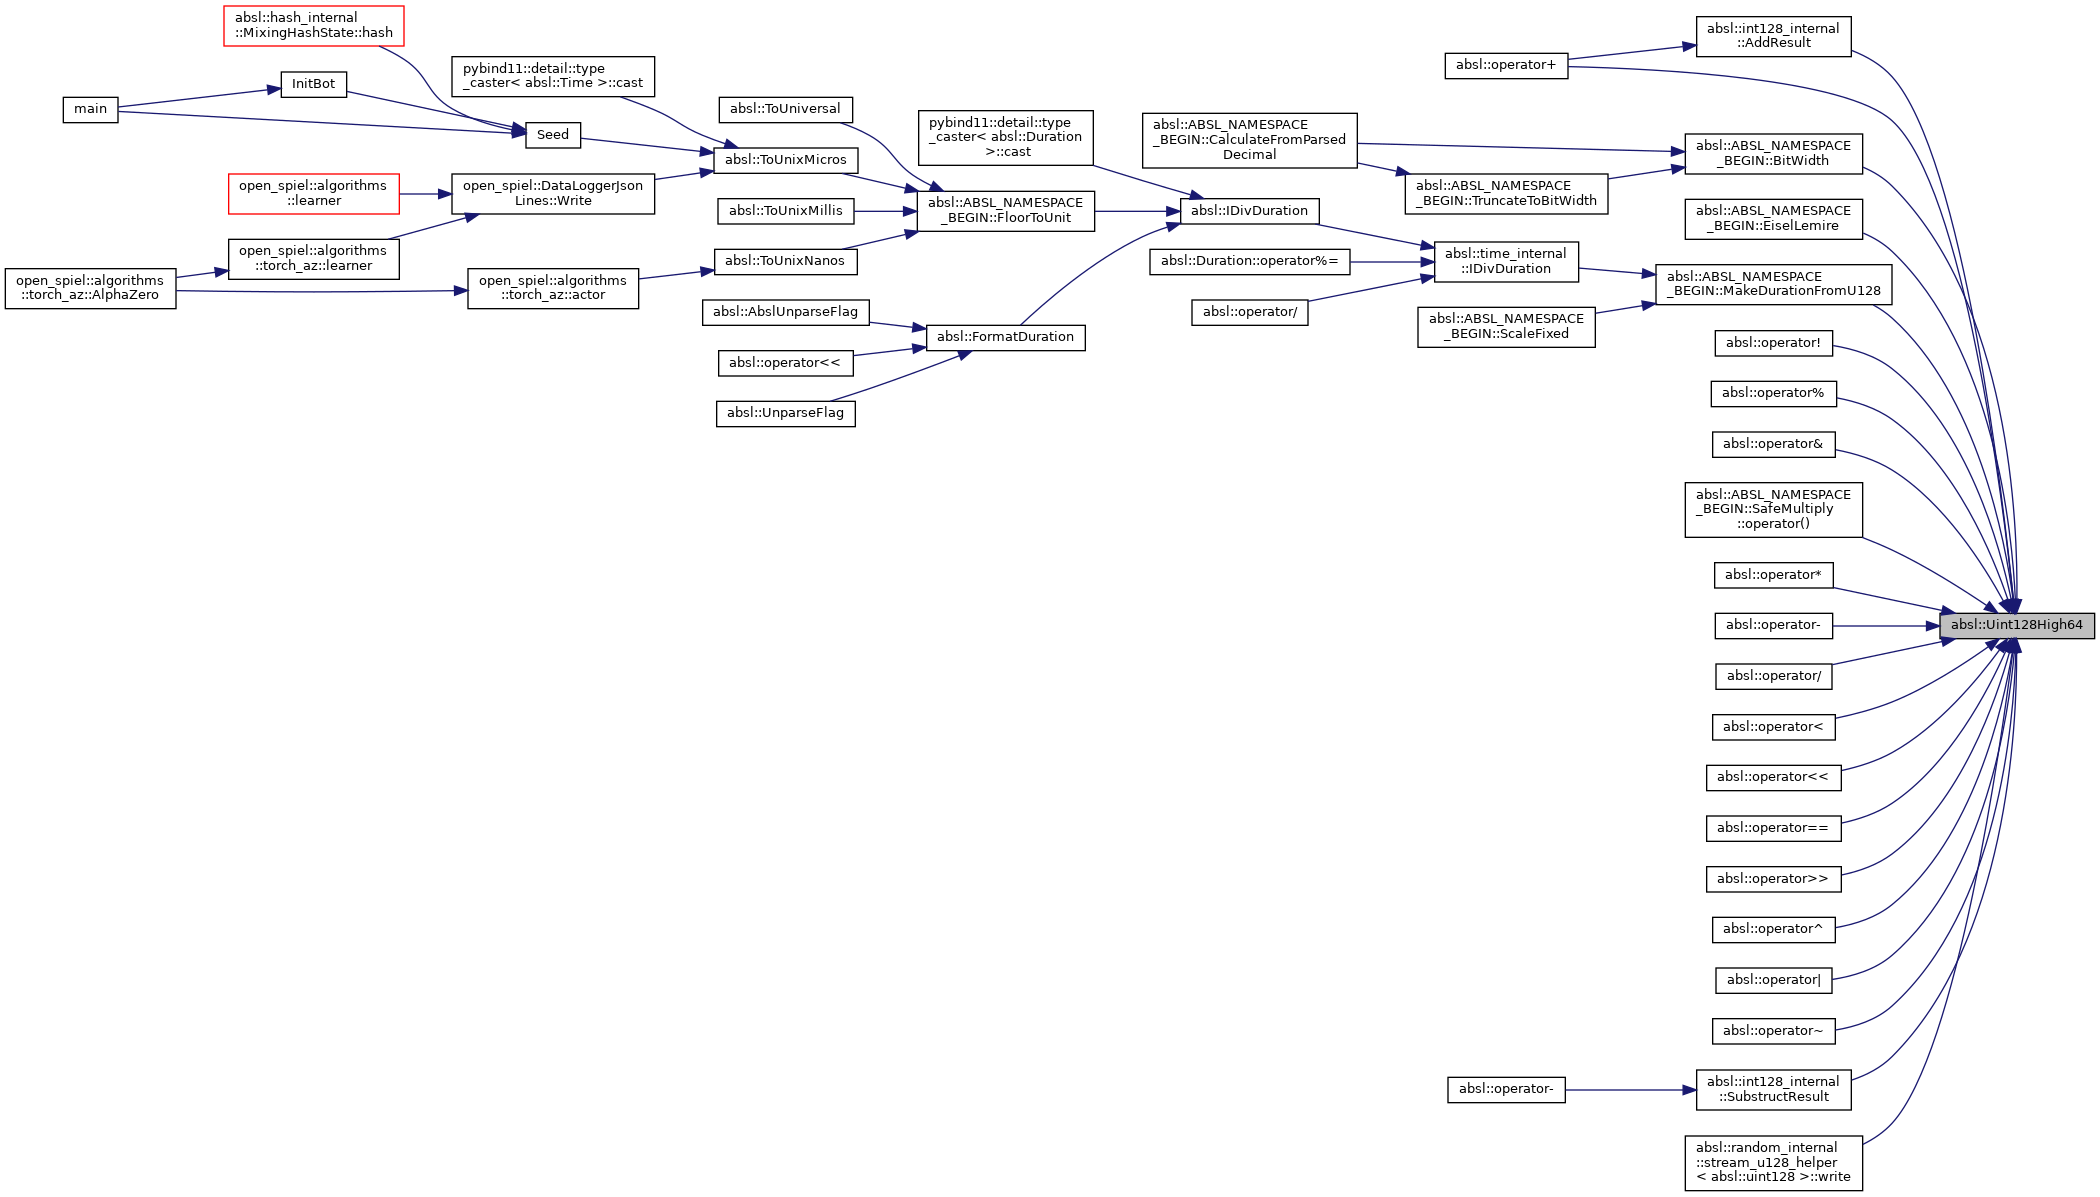 absl::hash_internal
::MixingHashState::hash
InitBot
main
Seed
pybind11::detail::type
_caster< absl::Time >::cast
absl::ToUnixMicros
open_spiel::algorithms
::learner
open_spiel::DataLoggerJson
Lines::Write
open_spiel::algorithms
::torch_az::learner
open_spiel::algorithms
::torch_az::AlphaZero
open_spiel::algorithms
::torch_az::actor
absl::ToUniversal
absl::ToUnixMillis
absl::ToUnixNanos
absl::AbslUnparseFlag
absl::operator<<
absl::UnparseFlag
pybind11::detail::type
_caster< absl::Duration
>::cast
absl::ABSL_NAMESPACE
_BEGIN::FloorToUnit
absl::FormatDuration
absl::IDivDuration
absl::ABSL_NAMESPACE
_BEGIN::CalculateFromParsed
Decimal
absl::Duration::operator%=
absl::operator/
absl::operator+
absl::ABSL_NAMESPACE
_BEGIN::TruncateToBitWidth
absl::time_internal
::IDivDuration
absl::ABSL_NAMESPACE
_BEGIN::ScaleFixed
absl::operator-
absl::int128_internal
::AddResult
absl::ABSL_NAMESPACE
_BEGIN::BitWidth
absl::ABSL_NAMESPACE
_BEGIN::EiselLemire
absl::ABSL_NAMESPACE
_BEGIN::MakeDurationFromU128
absl::operator!
absl::operator%
absl::operator&
absl::ABSL_NAMESPACE
_BEGIN::SafeMultiply
::operator()
absl::operator*
absl::operator-
absl::operator/
absl::operator<
absl::operator<<
absl::operator==
absl::operator>>
absl::operator^
absl::operator|
absl::operator~
absl::int128_internal
::SubstructResult
absl::random_internal
::stream_u128_helper
< absl::uint128 >::write
absl::Uint128High64